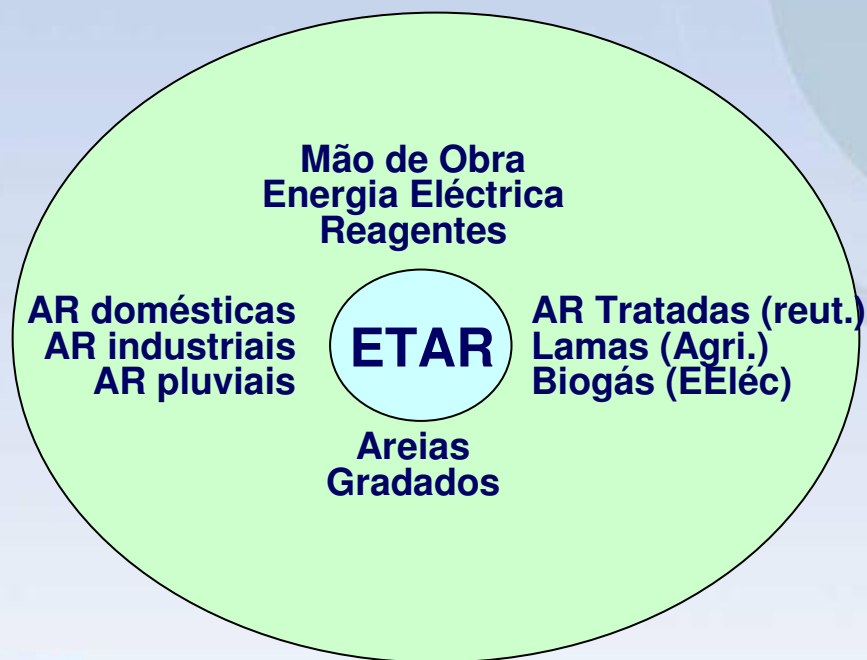 Mão de Obra
Energia Eléctrica
Reagentes
AR domésticas
AR industriais
AR pluviais
ETAR
AR Tratadas (reut.)
Lamas (Agri.)
Biogás (EEléc)
Areias
Gradados